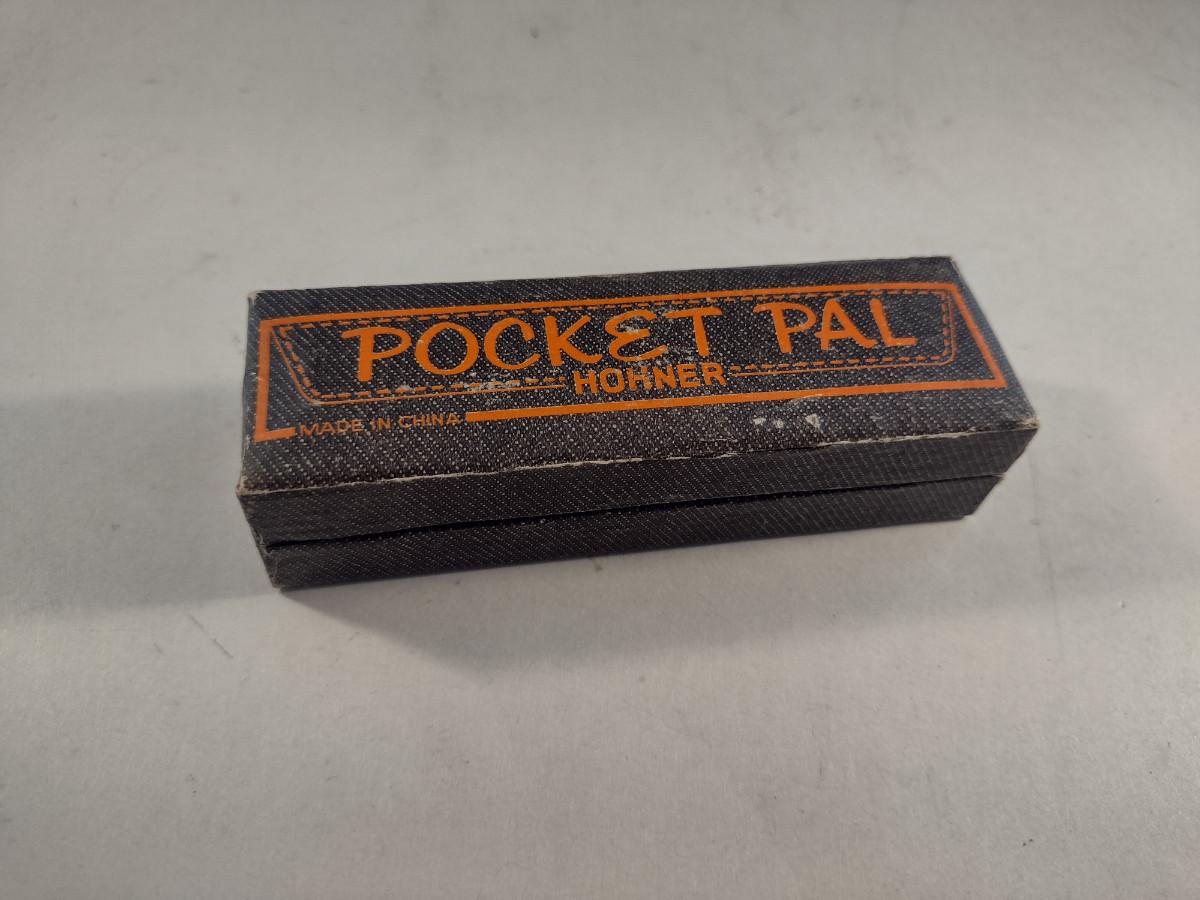 POCKET PAL
HOHNER
MADE IN CHINA